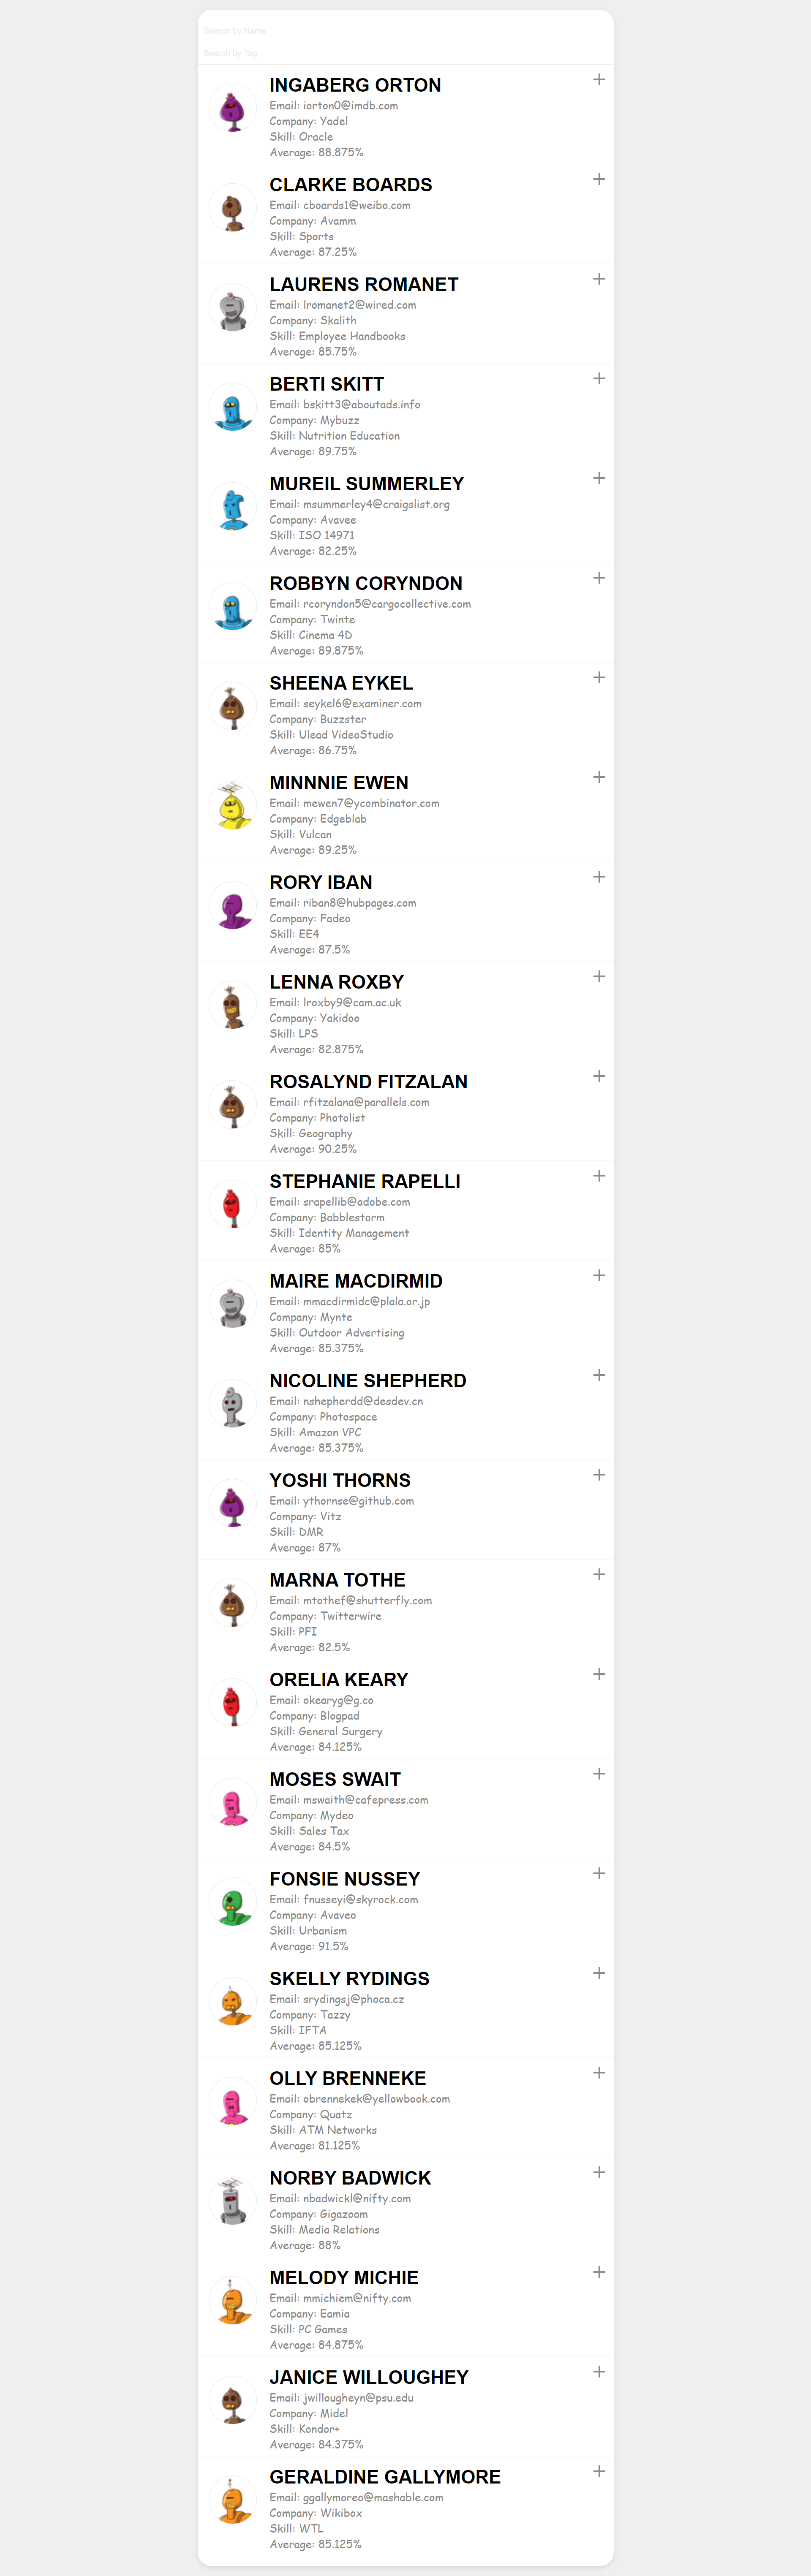 Search by Name
Search by Tag
INGABERG ORTON
Email: iorton0@imdb.com
Company: Yadel
Skill: Oracle
Average: 88.875%
CLARKE BOARDS
Email: cboards1@weibo.com
Company: Avamm
Skill: Sports
Average: 87.25%
LAURENS ROMANET
Email: lromanet2@wired.com
Company: Skalith
Skill: Employee Handbooks
Average: 85.75%
BERTI SKITT
Email: bskitt3@aboutads.info
Company: Mybuzz
Skill: Nutrition Education
Average: 89.75%
MUREIL SUMMERLEY
Email: msummerley4@craigslist.org
Company: Avavee
Skill: ISO 14971
Average: 82.25%
ROBBYN CORYNDON
Email: rcoryndon5@cargocollective.com
Company: Twinte
Skill: Cinema 4D
Average: 89.875%
SHEENA EYKEL
Email: seykel6@examiner.com
Company: Buzzster
Skill: Ulead VideoStudio
Average: 86.75%
MINNNIE EWEN
Email: mewen7@ycombinator.com
Company: Edgeblab
Skill: Vulcan
Average: 89.25%
RORY IBAN
Email: riban8@hubpages.com
Company: Fadeo
Skill: EE4
Average: 87.5%
LENNA ROXBY
Email: lroxby9@cam.ac.uk
Company: Yakidoo
Skill: LPS
Average: 82.875%
ROSALYND FITZALAN
Email: rfitzalana@parallels.com
Company: Photolist
Skill: Geography
Average: 90.25%
STEPHANIE RAPELLI
Email: srapellib@adobe.com
Company: Babblestorm
Skill: Identity Management
Average: 85%
MAIRE MACDIRMID
Email: mmacdirmidc@plala.or.jp
Company: Mynte
Skill: Outdoor Advertising
Average: 85.375%
NICOLINE SHEPHERD
Email: nshepherdd@desdev.cn
Company: Photospace
Skill: Amazon VPC
Average: 85.375%
YOSHI THORNS
Email: ythornse@github.com
Company: Vitz
Skill: DMR
Average: 87%
MARNA TOTHE
Email: mtothef@shutterfly.com
Company: Twitterwire
Skill: PFI
Average: 82.5%
ORELIA KEARY
Email: okearyg@g.co
Company: Blogpad
Skill: General Surgery
Average: 84.125%
MOSES SWAIT
Email: mswaith@cafepress.com
Company: Mydeo
Skill: Sales Tax
Average: 84.5%
FONSIE NUSSEY
Email: fnusseyi@skyrock.com
Company: Avaveo
Skill: Urbanism
Average: 91.5%
SKELLY RYDINGS
Email: srydingsj@phoca.cz
Company: Tazzy
Skill: IFTA
Average: 85.125%
OLLY BRENNEKE
Email: obrennekek@yellowbook.com
Company: Quatz
Skill: ATM Networks
Average: 81.125%
NORBY BADWICK
Email: nbadwickl@nifty.com
Company: Gigazoom
Skill: Media Relations
Average: 88%
MELODY MICHIE
Email: mmichiem@nifty.com
Company: Eamia
Skill: PC Games
Average: 84.875%
JANICE WILLOUGHEY
Email: jwillougheyn@psu.edu
Company: Midel
Skill: Kondor+
Average: 84.375%
GERALDINE GALLYMORE
Email: ggallymoreo@mashable.com
Company: Wikibox
Skill: WTL
Average: 85.125%